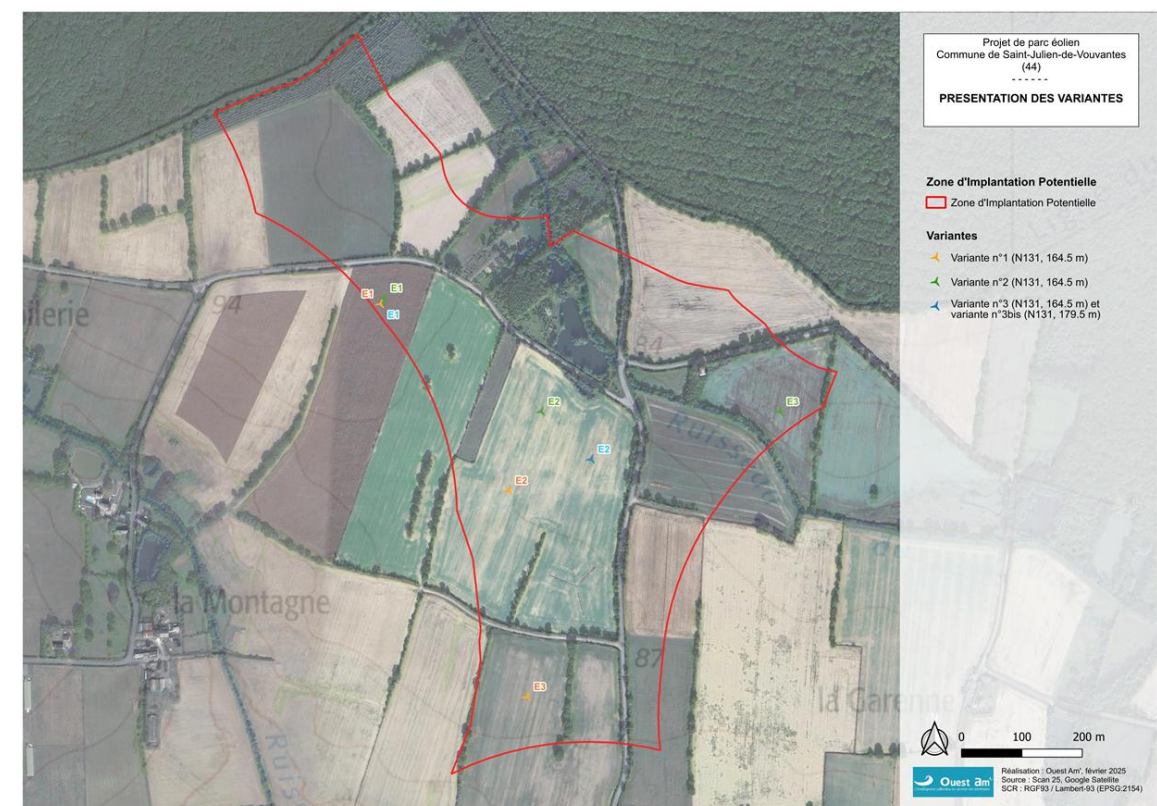 Projet de parc éolien
Commune de Saint-Julien-de-Vouvantes
(44)
- - - - - -
PRESENTATION DES VARIANTES
Zone d'Implantation Potentielle
Zone d'Implantation Potentielle
Variantes
Variante n°1 (N131, 164.5 m)
Variante n°2 (N131, 164.5 m)
Variante n°3 (N131, 164.5 m) et
variante n°3bis (N131, 179.5 m)
E1
E1
E1
94
ilerie
84
E2
E3
Ruis
E2
E2
la Montagne
87
E3
la Garenne
Ruis
0 100 200 m
Ouest am'
Réalisation : Ouest Am', février 2025
Source : Scan 25, Google Satellite
SCR : RGF93 / Lambert-93 (EPSG:2154)